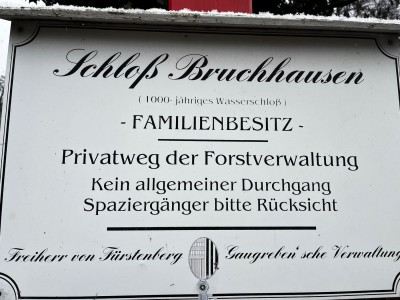 Schloß Bruchhausen
( 1000- jähriges Wasserschloß )
- FAMILIENBESITZ -
Privatweg der Forstverwaltung
Kein allgemeiner Durchgang
Spaziergänger bitte Rücksicht
Freiherr von Fürstenberg Gaugreben'sche Verwaltung